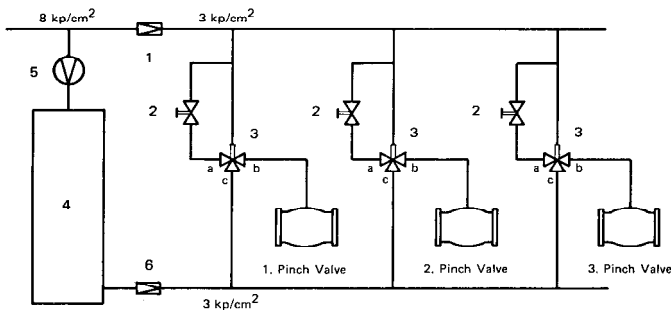 8 kp/cm2
3 kp/cm2
5
1
2
3
2
3
2
3
a
b
c
a
b
c
a
b
c
4
6
1. Pinch Valve
2. Pinch Valve
3. Pinch Valve
3 kp/cm2